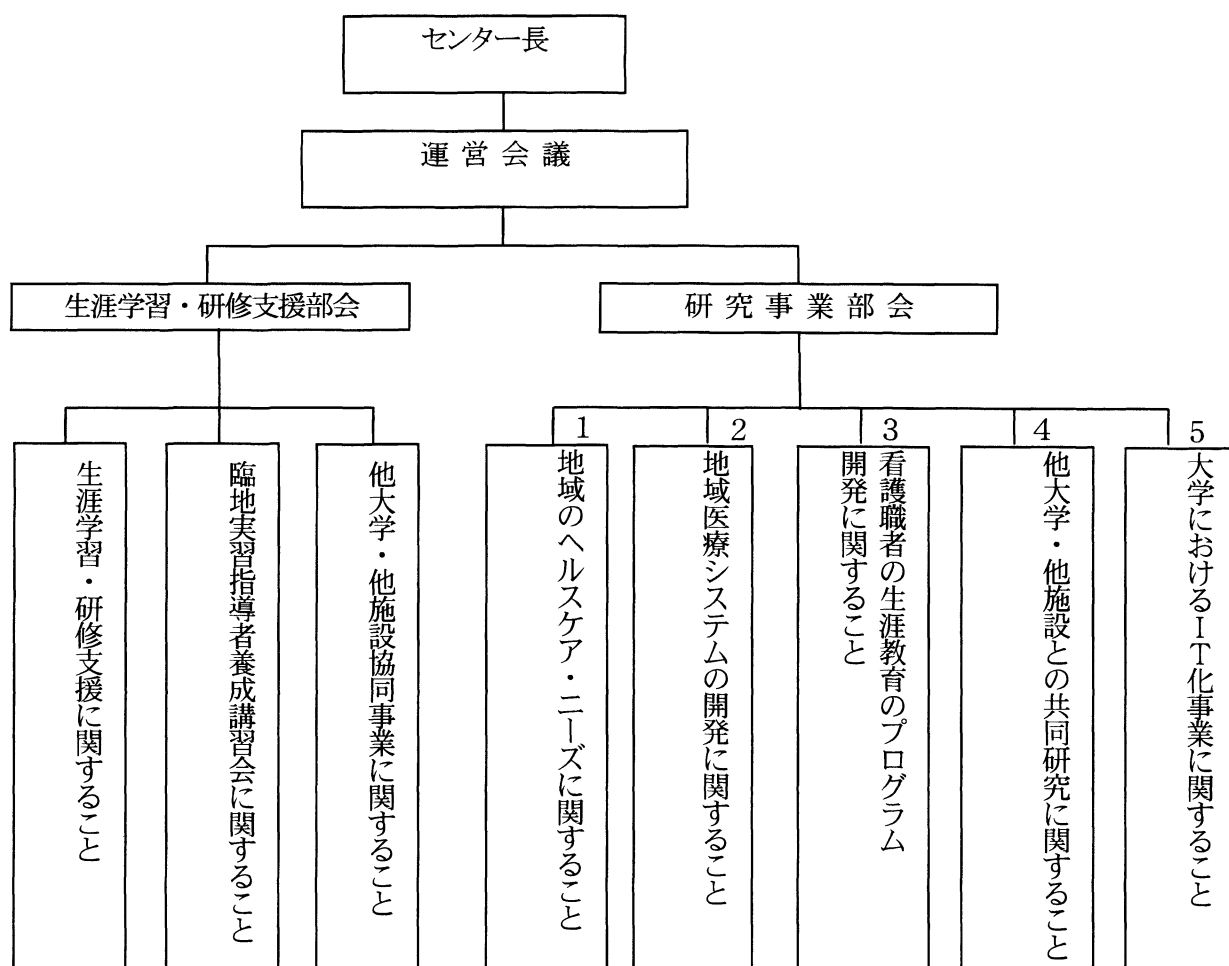 センター長
運営会議
生涯学習・研修支援部会
研究事業部会
生涯学習・研修支援に関すること
臨地実習指導者養成講習会に関すること
他大学・他施設協同事業に関すること
1
地域のヘルスケア・ニーズに関すること
2
地域医療システムの開発に関すること
3
看護職者の生涯教育のプログラム
開発に関すること
4
他大学・他施設との共同研究に関すること
5
大学におけるIT化事業に関すること